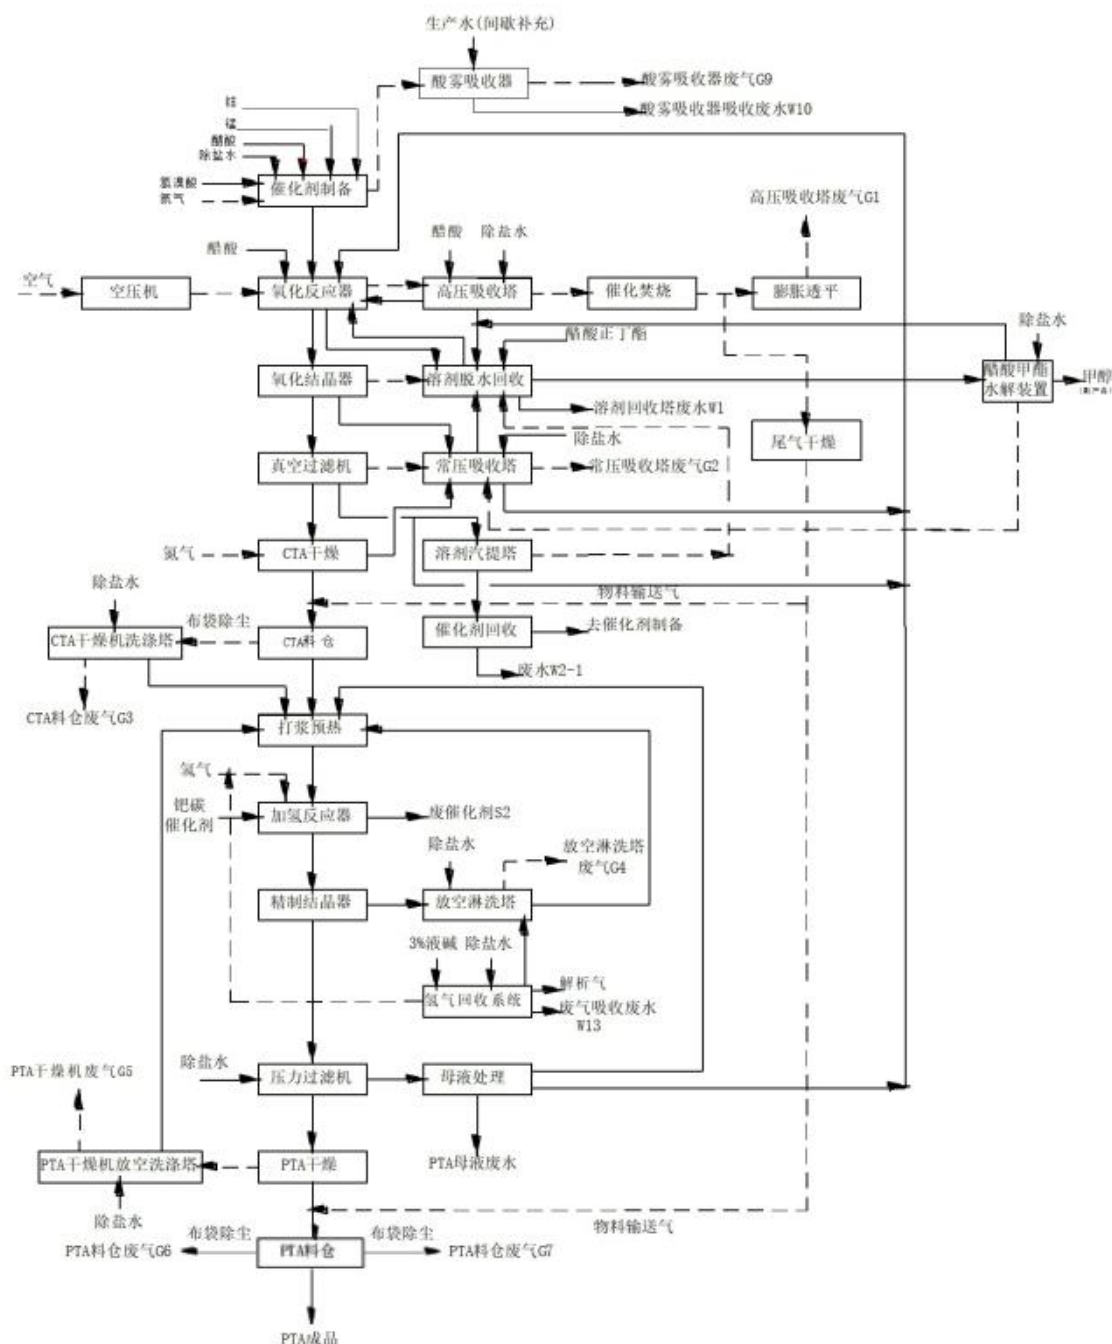 生产水(间歇补充)
酸雾吸收器
酸雾吸收器废气G9
酸雾吸收器吸收废水W10
钴
锰
醋酸
除盐水
氢溴酸
氮气
催化剂制备
高压吸收塔废气G1
醋酸
醋酸
除盐水
空气
空压机
氧化反应器
高压吸收塔
催化焚烧
膨胀透平
醋酸正丁酯
除盐水
氧化结晶器
溶剂脱水回收
醋酸甲酯
水解装置
甲醇
(副产品)
溶剂回收塔废水W1
除盐水
尾气干燥
真空过滤机
常压吸收塔
常压吸收塔废气G2
氮气
CTA干燥
溶剂汽提塔
除盐水
物料输送气
布袋除尘
CTA干燥机洗涤塔
CTA料仓
催化剂回收
去催化剂制备
废水W2-1
CTA料仓废气G3
打浆预热
氢气
钯碳
催化剂
加氢反应器
废催化剂S2
除盐水
放空淋洗塔
废气G4
精制结晶器
放空淋洗塔
3%液碱
除盐水
解析气
氢气回收系统
废气吸收废水
W13
除盐水
PTA干燥机废气G5
压力过滤机
母液处理
PTA干燥机放空洗涤塔
PTA干燥
PTA母液废水
除盐水
布袋除尘
布袋除尘
物料输送气
PTA料仓废气G6
PTA料仓
PTA料仓废气G7
PTA成品